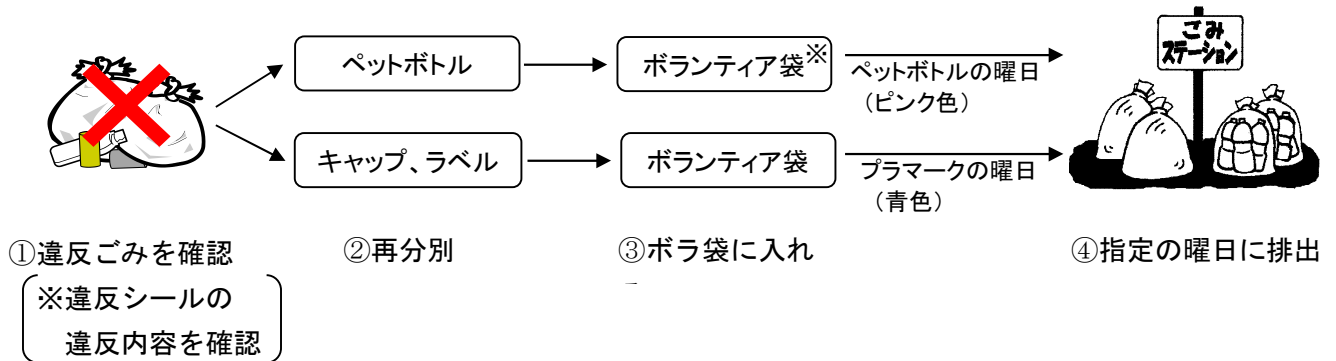 ごみ
ステーション
ペットボトル
ボランティア袋※
ペットボトルの曜日
（ピンク色）
キャップ、ラベル
ボランティア袋
プラマークの曜日
（青色）
①違反ごみを確認
②再分別
③ボラ袋に入れ
④指定の曜日に排出
※違反シールの
違反内容を確認